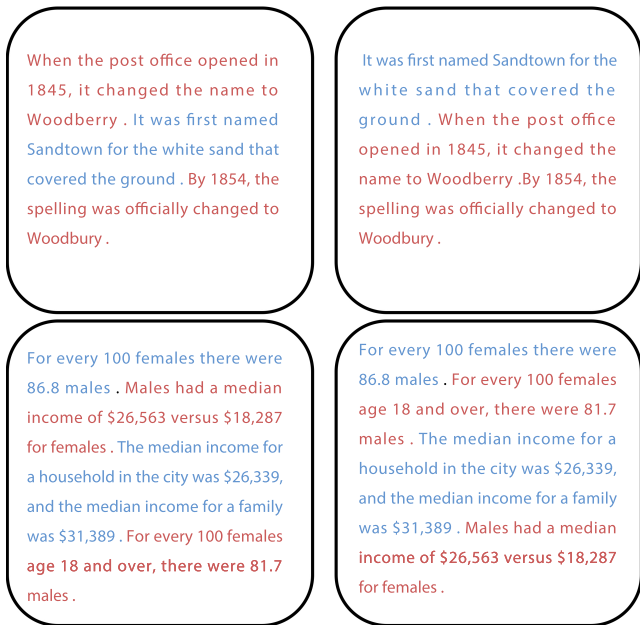 When the post office opened in
1845, it changed the name to
Woodberry . It was first named
Sandtown for the white sand that
covered the ground . By 1854, the
spelling was officially changed to
Woodbury .
It was first named Sandtown for the
white sand that covered the
ground . When the post office
opened in 1845, it changed the
name to Woodberry .By 1854, the
spelling was officially changed to
Woodbury .
For every 100 females there were
86.8 males . Males had a median
income of $26,563 versus $18,287
for females . The median income for
a household in the city was $26,339,
and the median income for a family
was $31,389 . For every 100 females
age 18 and over, there were 81.7
males .
For every 100 females there were
86.8 males . For every 100 females
age 18 and over, there were 81.7
males . The median income for a
household in the city was $26,339,
and the median income for a family
was $31,389 . Males had a median
income of $26,563 versus $18,287
for females .